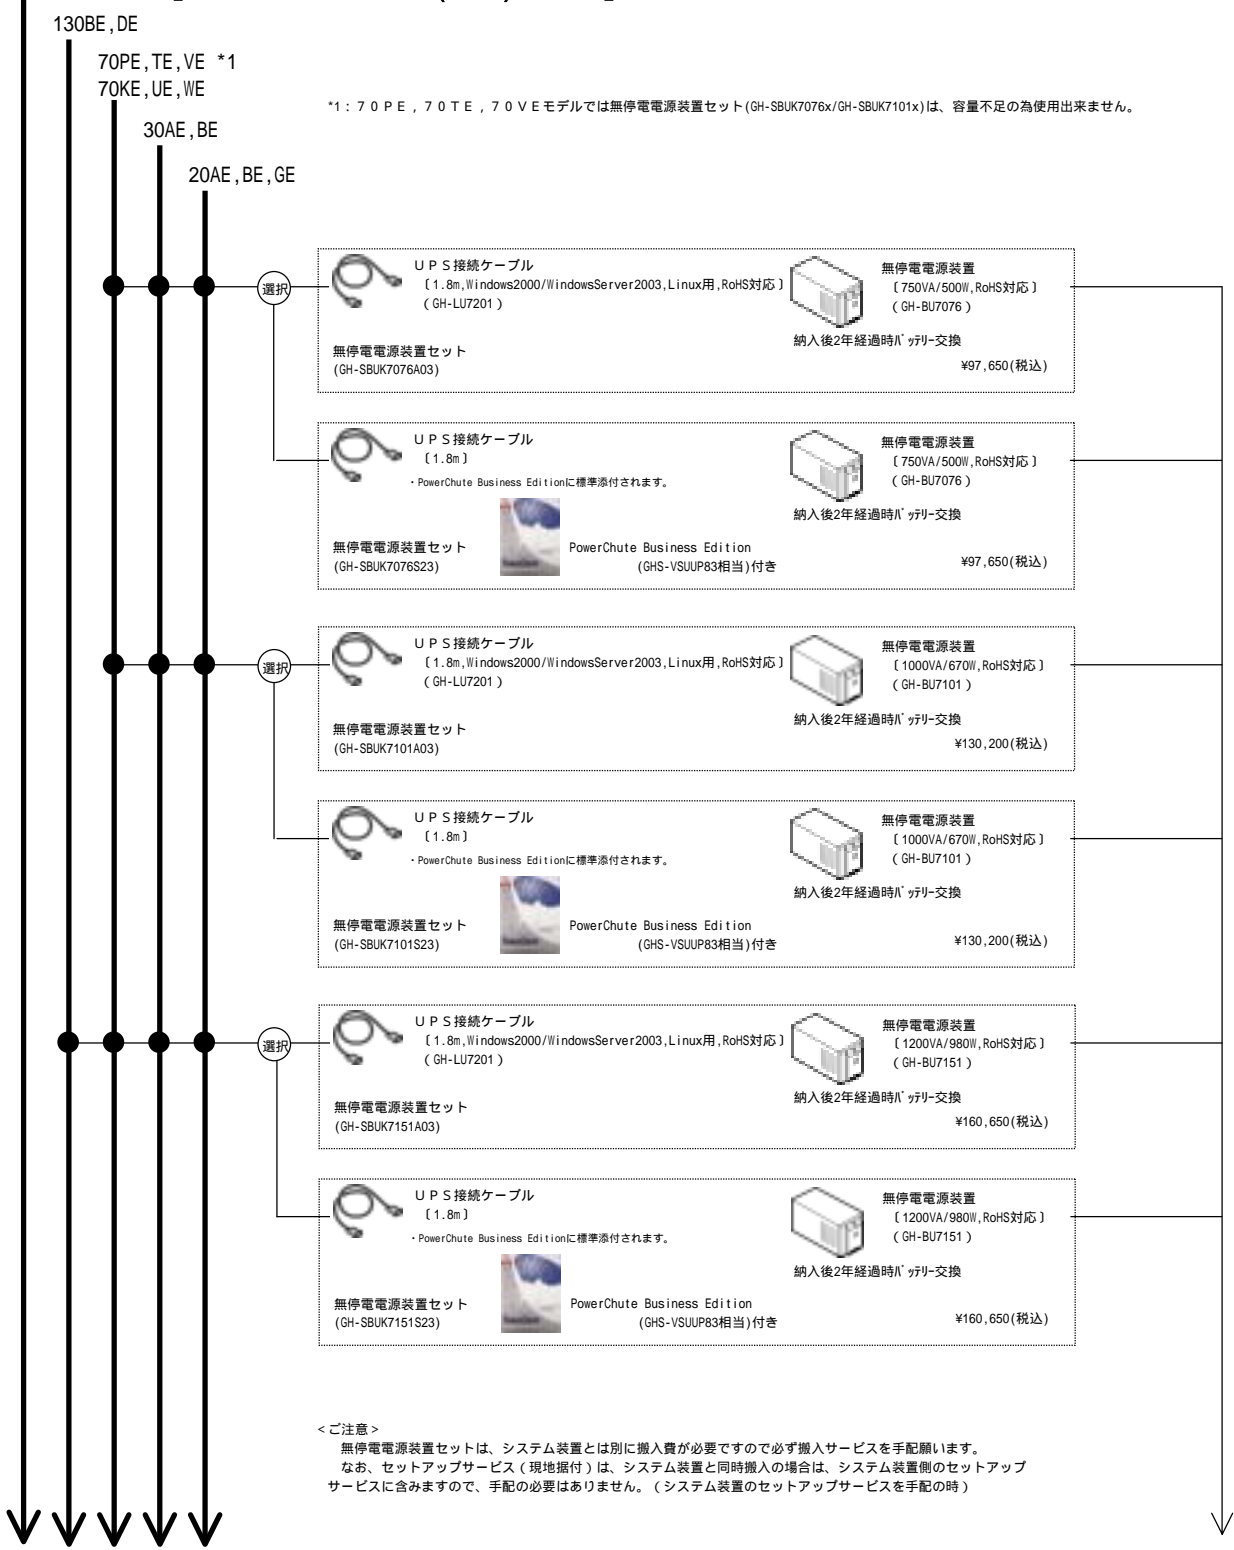 130BE,DE
70PE,TE,VE *1
70KE,UE,WE
*1：７０ＰＥ，７０ＴＥ，７０ＶＥモデルでは無停電電源装置セット(GH-SBUK7076x/GH-SBUK7101x)は、容量不足の為使用出来ません。
30AE,BE
20AE,BE,GE
選択
ＵＰＳ接続ケーブル
〔1.8m,Windows2000/WindowsServer2003,Linux用,RoHS対応〕
（GH-LU7201）
無停電電源装置
〔750VA/500W,RoHS対応〕
（GH-BU7076）
納入後2年経過時ﾊﾞｯﾃﾘｰ交換
無停電電源装置セット
(GH-SBUK7076A03)
¥97,650(税込)
ＵＰＳ接続ケーブル
〔1.8m〕
・PowerChute Business Editionに標準添付されます。
無停電電源装置
〔750VA/500W,RoHS対応〕
（GH-BU7076）
納入後2年経過時ﾊﾞｯﾃﾘｰ交換
無停電電源装置セット
(GH-SBUK7076S23)
PowerChute Business Edition
(GHS-VSUUP83相当)付き
¥97,650(税込)
選択
ＵＰＳ接続ケーブル
〔1.8m,Windows2000/WindowsServer2003,Linux用,RoHS対応〕
（GH-LU7201）
無停電電源装置
〔1000VA/670W,RoHS対応〕
（GH-BU7101）
納入後2年経過時ﾊﾞｯﾃﾘｰ交換
無停電電源装置セット
(GH-SBUK7101A03)
¥130,200(税込)
ＵＰＳ接続ケーブル
〔1.8m〕
・PowerChute Business Editionに標準添付されます。
無停電電源装置
〔1000VA/670W,RoHS対応〕
（GH-BU7101）
納入後2年経過時ﾊﾞｯﾃﾘｰ交換
無停電電源装置セット
(GH-SBUK7101S23)
PowerChute Business Edition
(GHS-VSUUP83相当)付き
¥130,200(税込)
選択
ＵＰＳ接続ケーブル
〔1.8m,Windows2000/WindowsServer2003,Linux用,RoHS対応〕
（GH-LU7201）
無停電電源装置
〔1200VA/980W,RoHS対応〕
（GH-BU7151）
納入後2年経過時ﾊﾞｯﾃﾘｰ交換
無停電電源装置セット
(GH-SBUK7151A03)
¥160,650(税込)
ＵＰＳ接続ケーブル
〔1.8m〕
・PowerChute Business Editionに標準添付されます。
無停電電源装置
〔1200VA/980W,RoHS対応〕
（GH-BU7151）
納入後2年経過時ﾊﾞｯﾃﾘｰ交換
無停電電源装置セット
(GH-SBUK7151S23)
PowerChute Business Edition
(GHS-VSUUP83相当)付き
¥160,650(税込)
＜ご注意＞
無停電電源装置セットは、システム装置とは別に搬入費が必要ですので必ず搬入サービスを手配願います。
なお、セットアップサービス（現地据付）は、システム装置と同時搬入の場合は、システム装置側のセットアップ
サービスに含みますので、手配の必要はありません。（システム装置のセットアップサービスを手配の時）